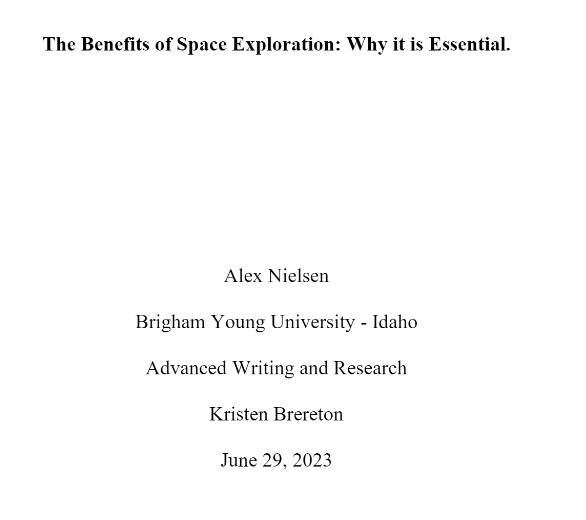 The Benefits of Space Exploration: Why it is Essential.
Alex Nielsen
Brigham Young University - Idaho
Advanced Writing and Research
Kristen Brereton
June 29, 2023